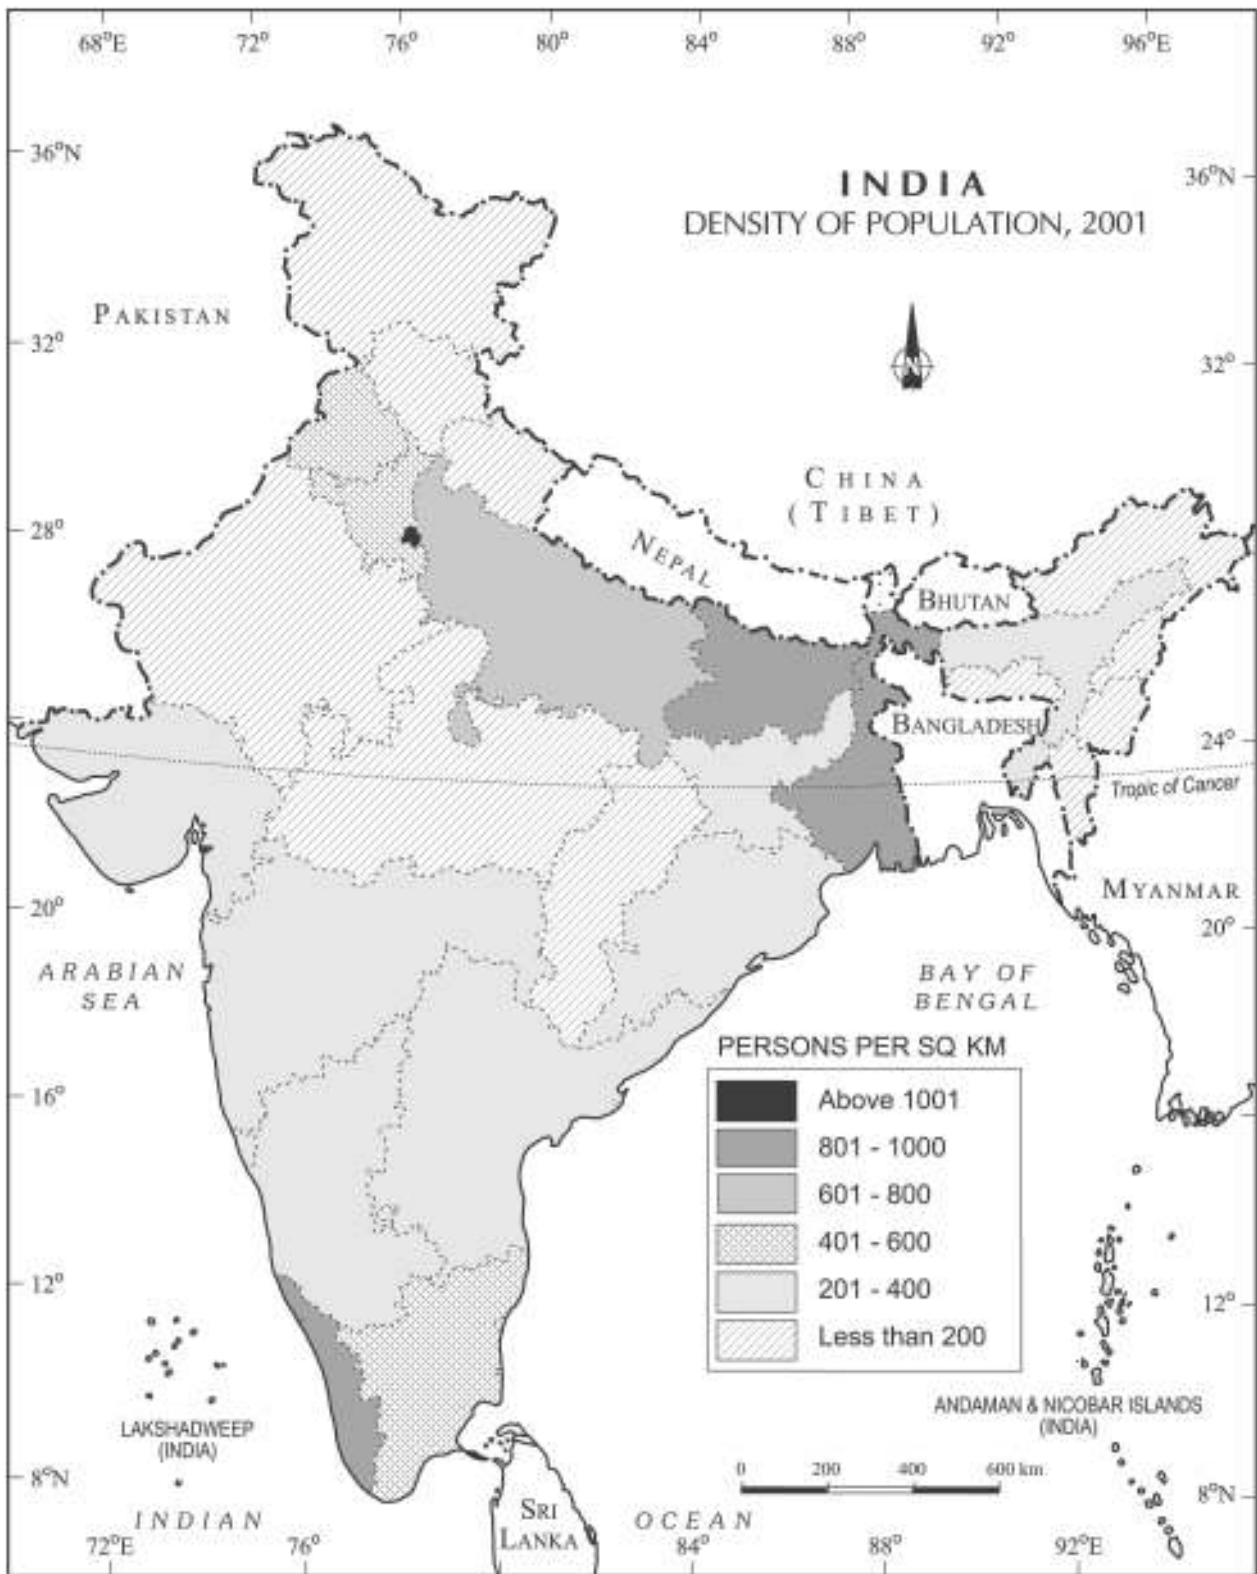 68°E 72° 76° 80° 84° 88° 92° 96°E
36°N
INDIA
36°N
DENSITY OF POPULATION, 2001
PAKISTAN
32°
32°
N
CHINA
(TIBET)
28°
NEPAL
BHUTAN
BANGLADESH
24°
24°
Tropic of Cancer
MYANMAR
20°
20°
ARABIAN
SEA
BAY OF
BENGAL
PERSONS PER SQ KM
Above 1001
801 - 1000
601 - 800
401 - 600
201 - 400
Less than 200
16°
12°
12°
LAKSHADWEEP
(INDIA)
ANDAMAN & NICOBAR ISLANDS
(INDIA)
0 200 400 600 km
8°N
8°N
SRI
LANKA
INDIAN OCEAN
72°E 76° 84° 88° 92°E